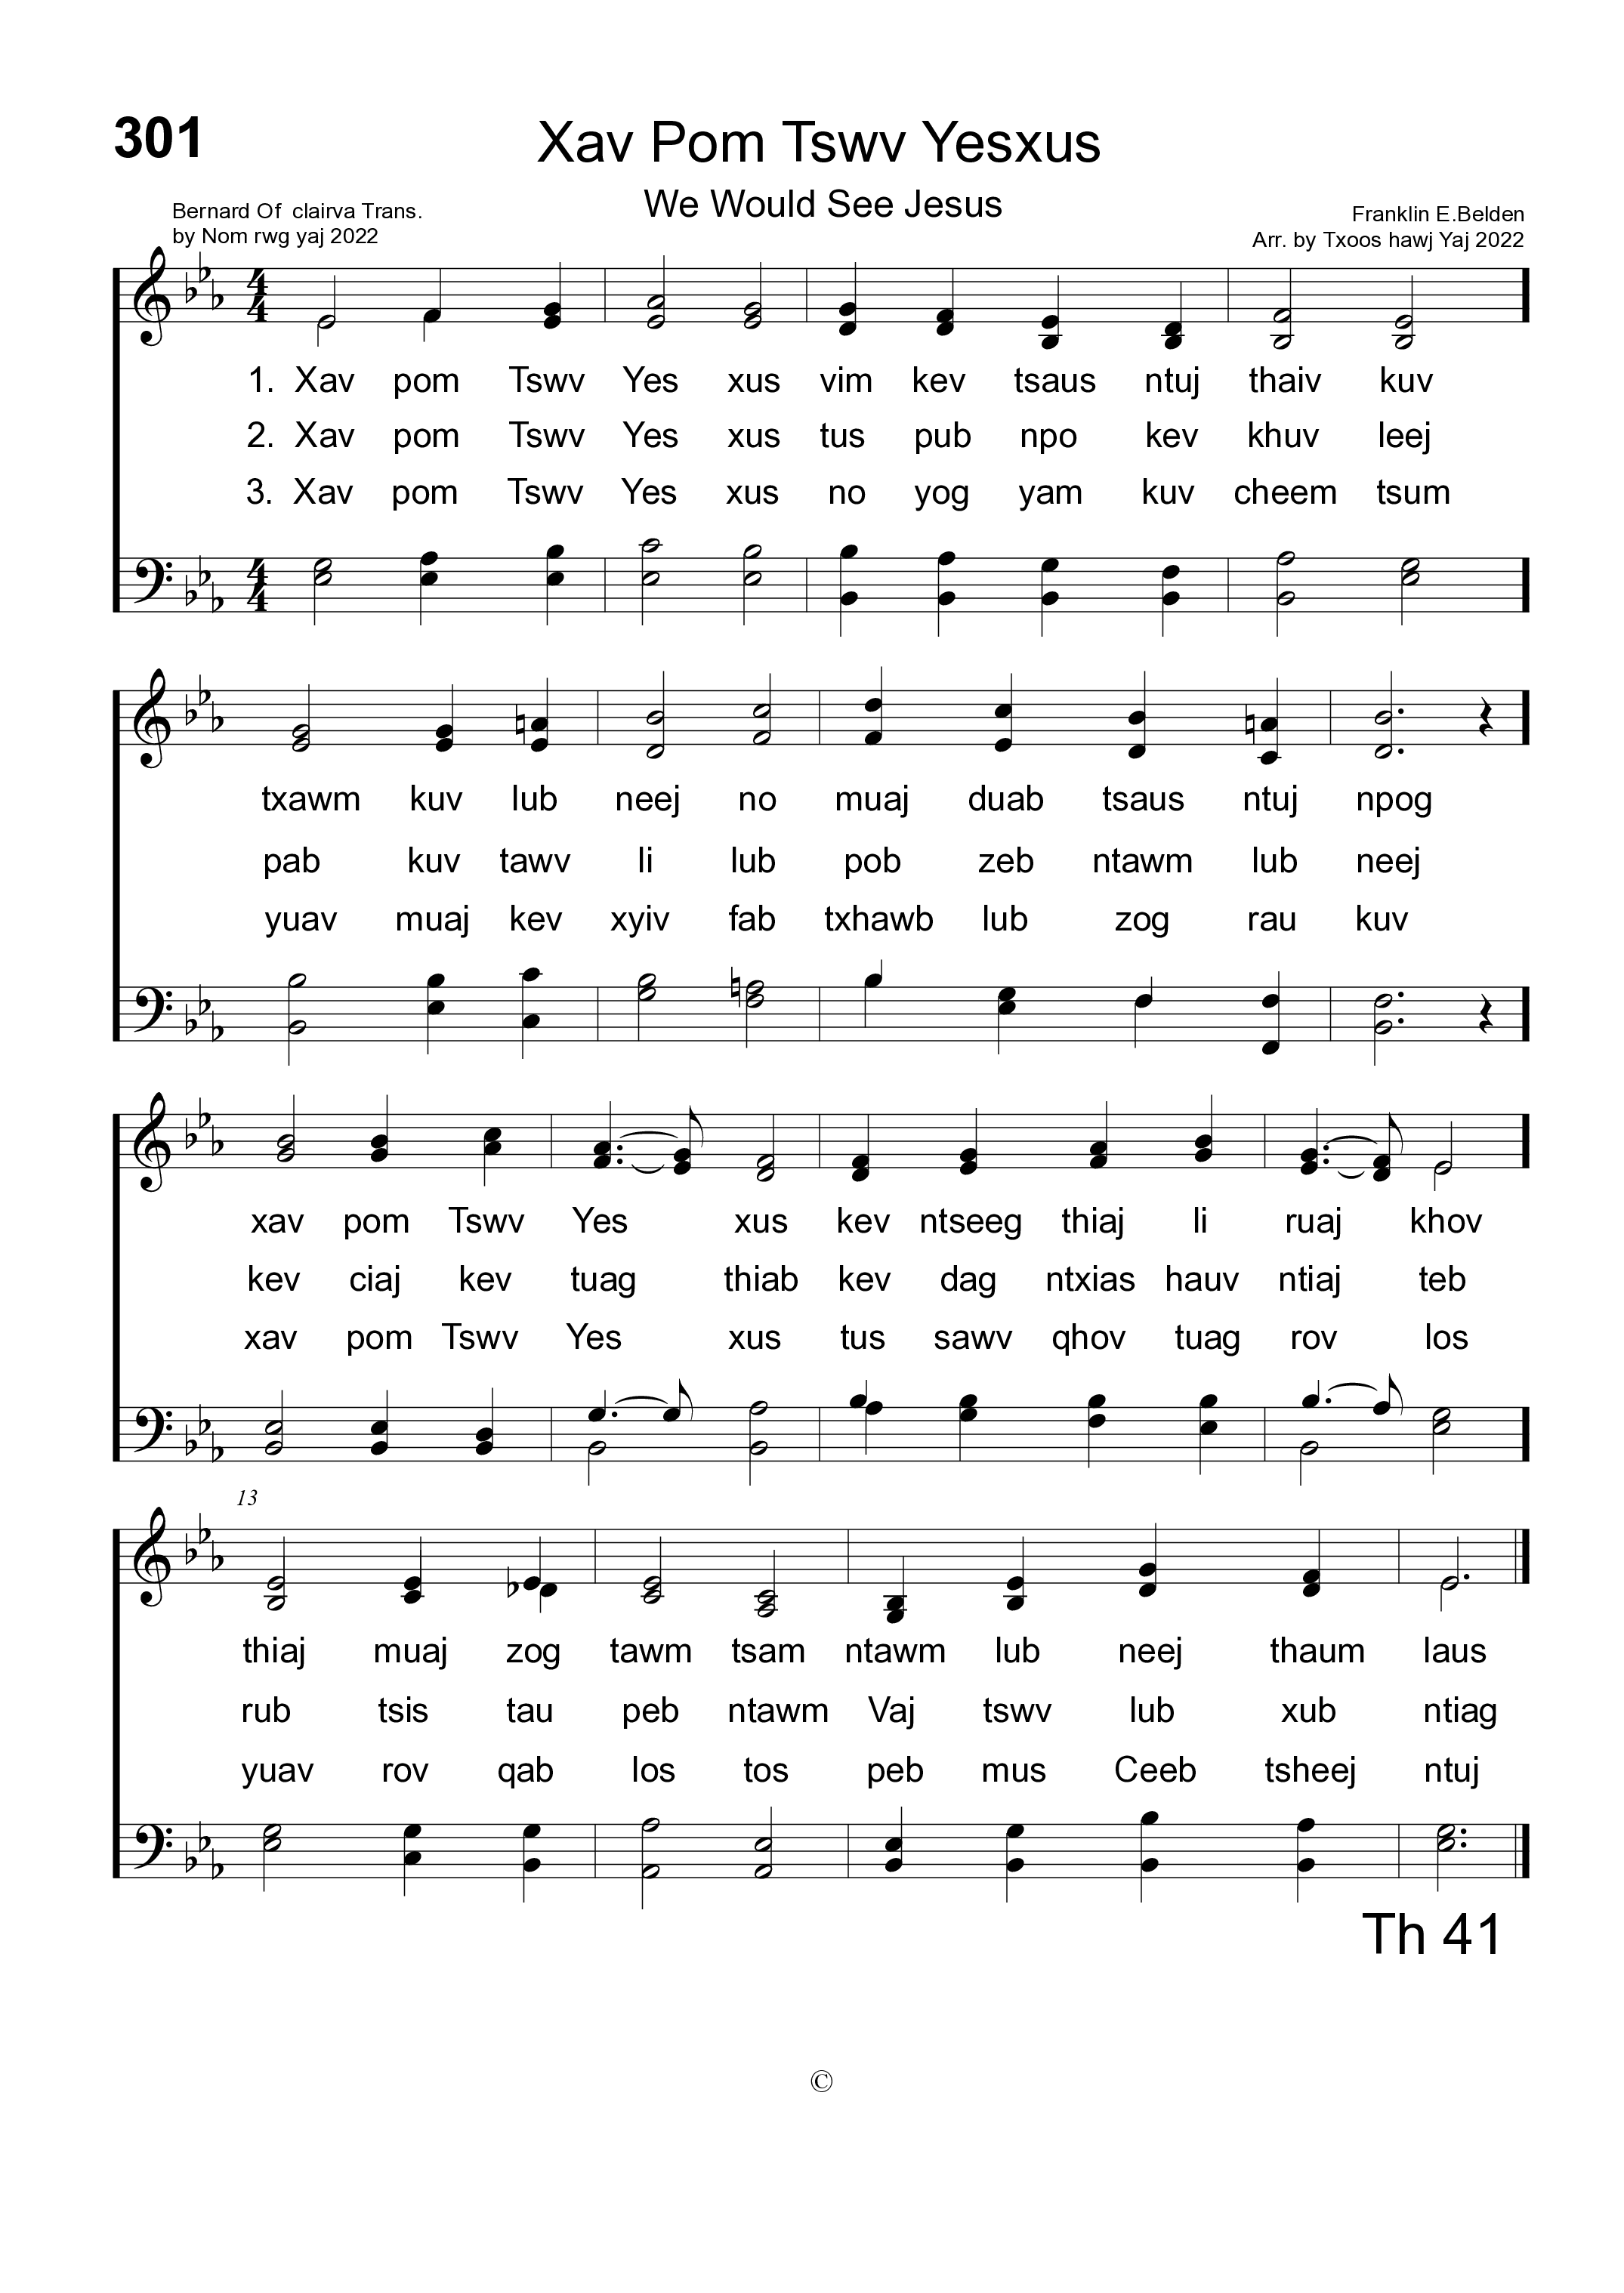 301
Xav Pom Tswv Yesxus
We Would See Jesus
Bernard Of clairva Trans.
by Nom rwg yaj 2022
Franklin E.Belden
Arr. by Txoos hawj Yaj 2022
1. Xav pom Tswv Yes xus vim kev tsaus ntuj thaiv kuv
2. Xav pom Tswv Yes xus tus pub npo kev khuv leej
3. Xav pom Tswv Yes xus no yog yam kuv cheem tsum
txawm kuv lub neej no muaj duab tsaus ntuj npog
pab kuv tawv li lub pob zeb ntawm lub neej
yuav muaj kev xyiv fab txhawb lub zog rau kuv
xav pom Tswv Yes xus kev ntseeg thiaj li ruaj khov
kev ciaj kev tuag thiab kev dag ntxias hauv ntiaj teb
xav pom Tswv Yes xus tus sawv qhov tuag rov los
13
thiaj muaj zog tawm tsam ntawm lub neej thaum laus
rub tsis tau peb ntawm Vaj tswv lub xub ntiag
yuav rov qab los tos peb mus Ceeb tsheej ntuj
Th 41
©